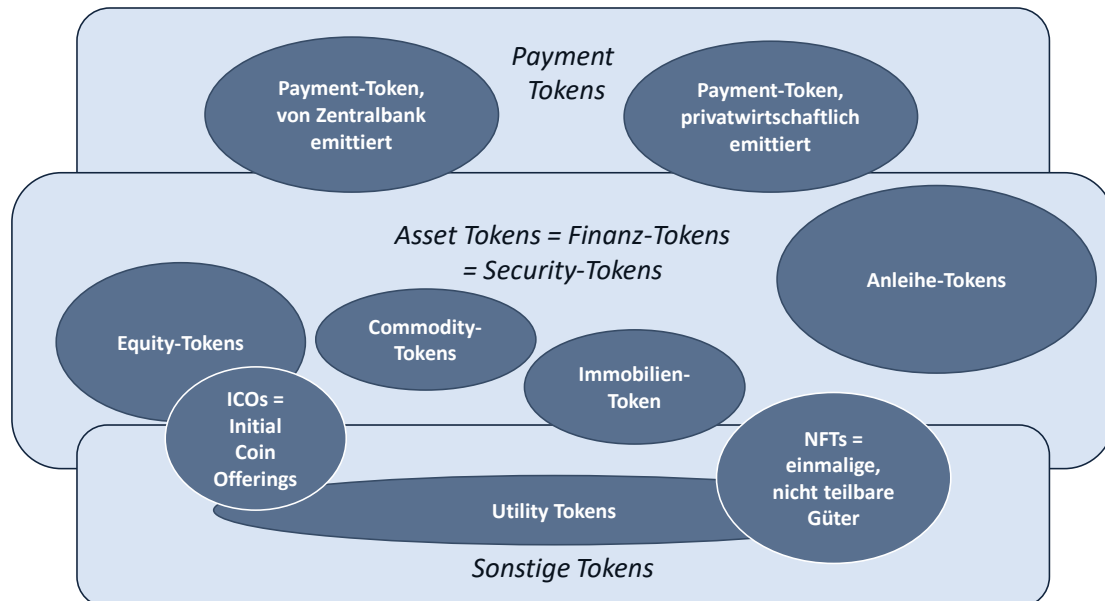 Payment
Tokens
Payment-Token,
von Zentralbank
emittiert
Payment-Token,
privatwirtschaftlich
emittiert
Asset Tokens = Finanz-Tokens
= Security-Tokens
Anleihe-Tokens
Equity-Tokens
Commodity-
Tokens
Immobilien-
Token
ICOs =
Initial
Coin
Offerings
NFTs =
einmalige,
nicht teilbare
Güter
Utility Tokens
Sonstige Tokens